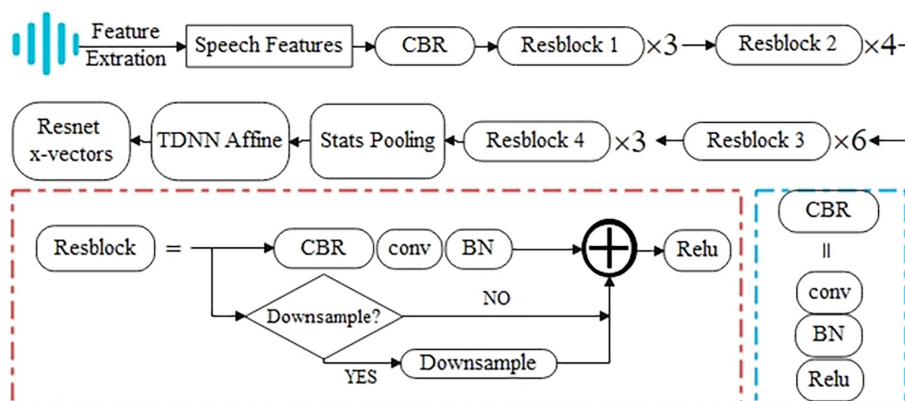 Feature
Extration
Speech Features
CBR
Resblock 1
×3
Resblock 2
×4
Resnet
x-vectors
TDNN Affine
Stats Pooling
Resblock 4
×3
Resblock 3
×6
Resblock
=
CBR
conv
BN
Relu
Downsample?
NO
YES
Downsample
CBR
=
conv
BN
Relu